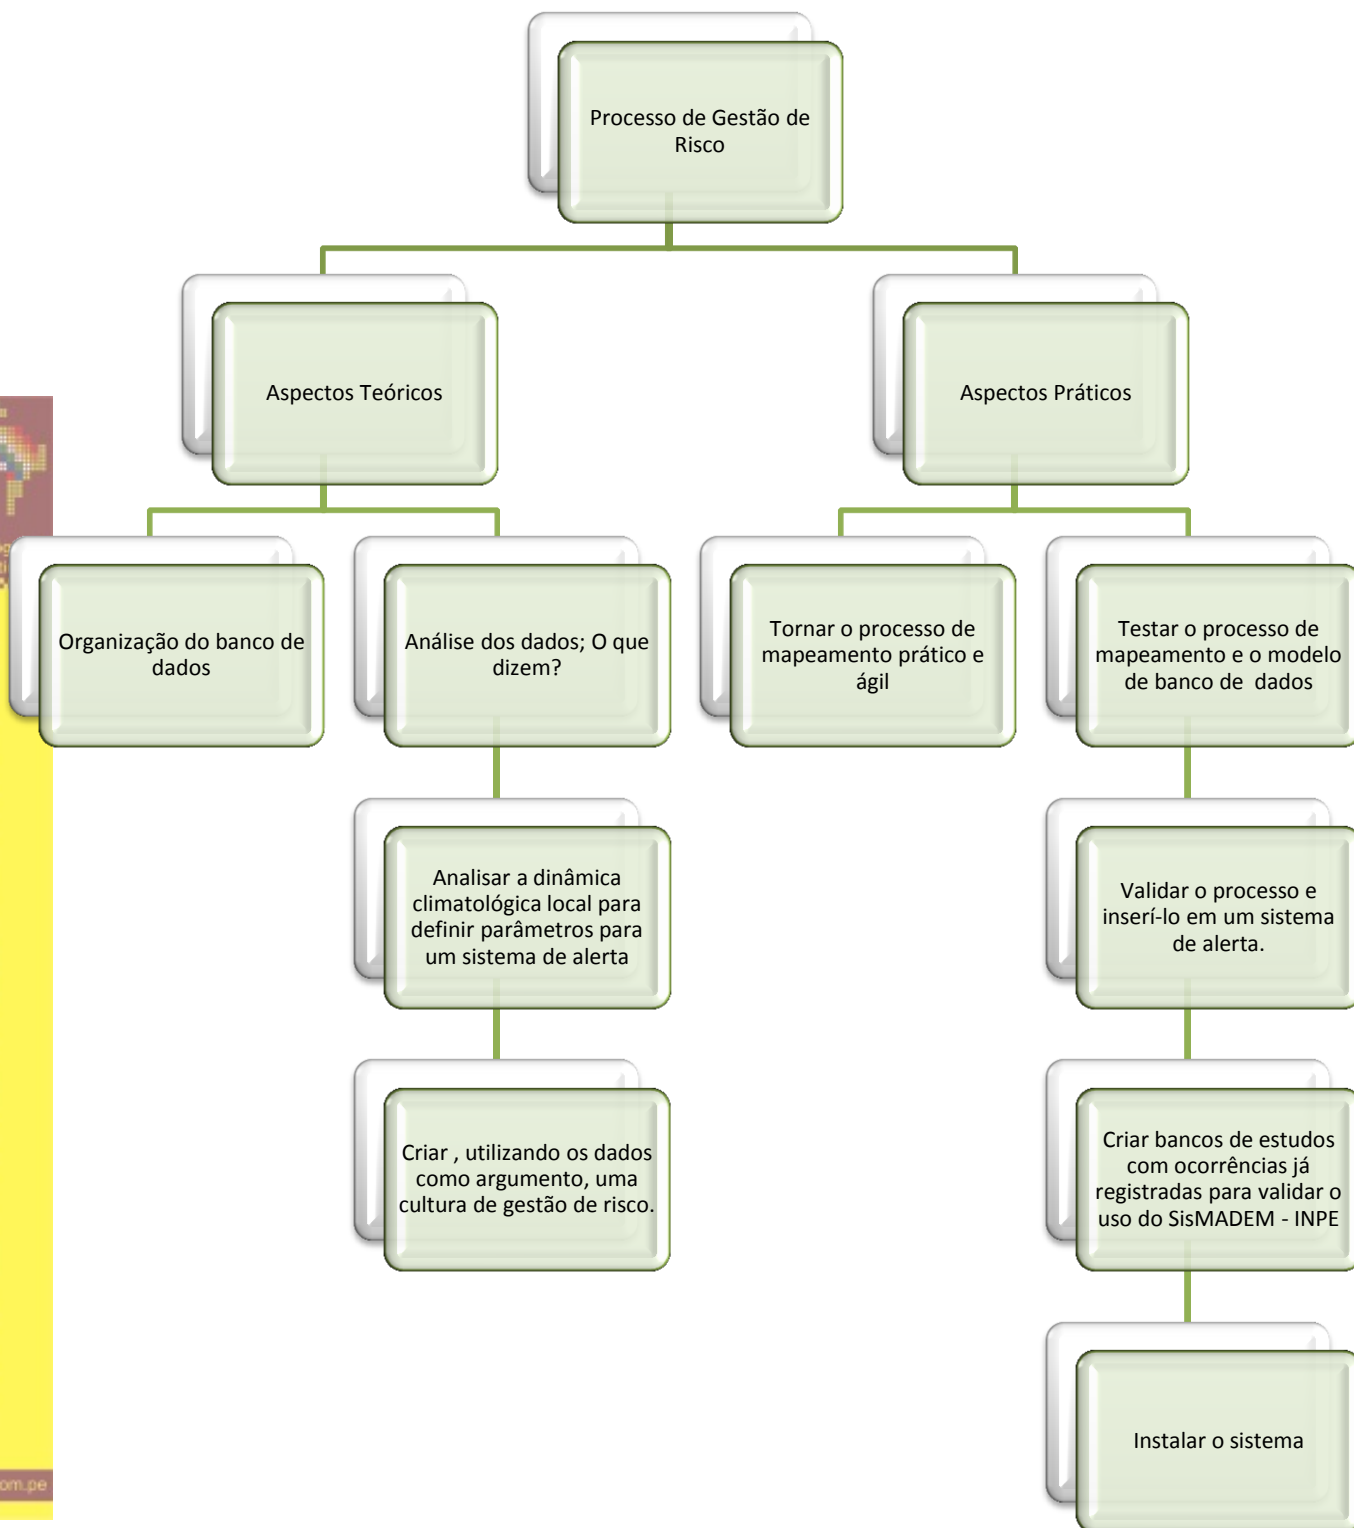 Processo de Gestão de
Risco
Aspectos Teóricos
Aspectos Práticos
Organização do banco de
dados
Análise dos dados; O que
dizem?
Tornar o processo de
mapeamento prático e
ágil
Testar o processo de
mapeamento e o modelo
de banco de  dados
Analisar a dinâmica
climatológica local para
definir parâmetros para
um sistema de alerta
Validar o processo e
inserí-lo em um sistema
de alerta.
Criar , utilizando os dados
como argumento, uma
cultura de gestão de risco.
Criar bancos de estudos
com ocorrências já
registradas para validar o
uso do SisMADEM - INPE
Instalar o sistema
om.pe